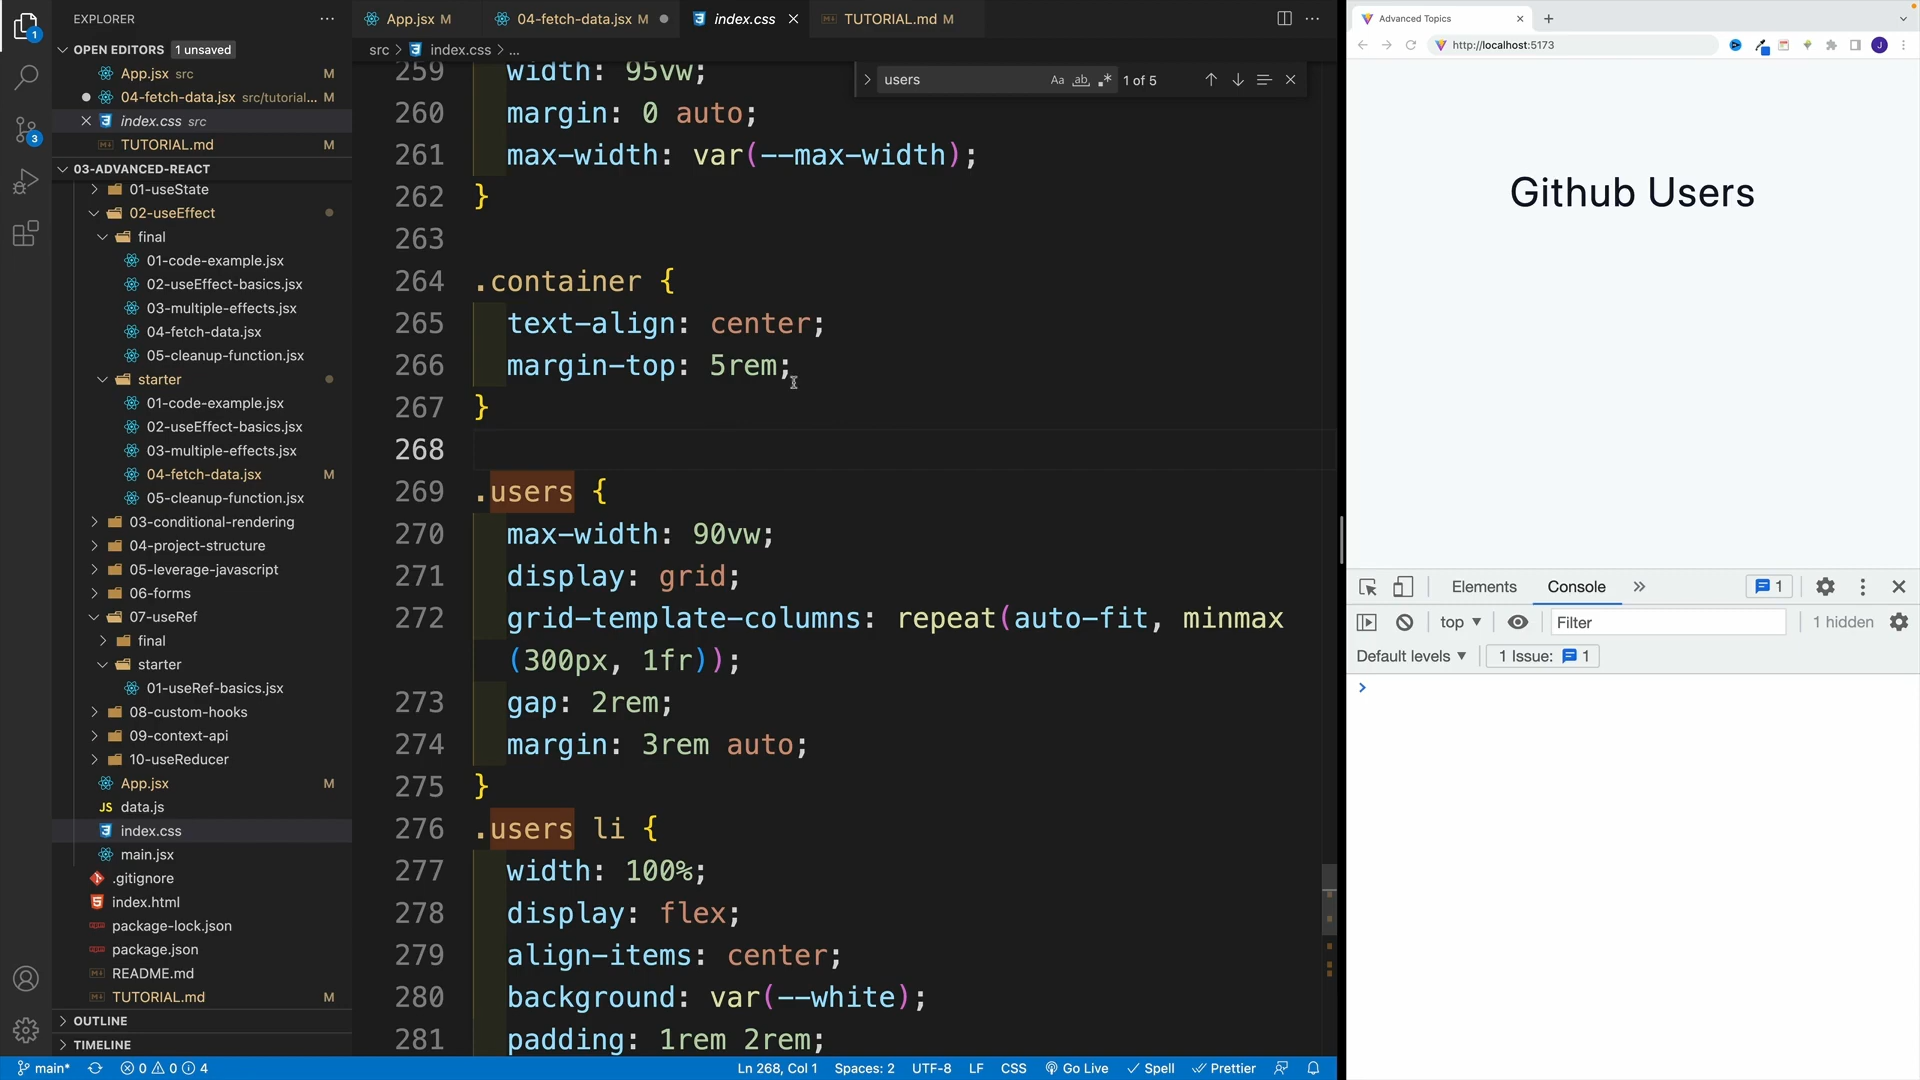 EXPLORER
OPEN EDITORS 1 unsaved
App.jsx src M
04-fetch-data.jsx src/tutorial... M
index.css src
TUTORIAL.md M
03-ADVANCED-REACT
01-useState
02-useEffect
final
01-code-example.jsx
02-useEffect-basics.jsx
03-multiple-effects.jsx
04-fetch-data.jsx
05-cleanup-function.jsx
starter
01-code-example.jsx
02-useEffect-basics.jsx
03-multiple-effects.jsx
04-fetch-data.jsx M
05-cleanup-function.jsx
03-conditional-rendering
04-project-structure
05-leverage-javascript
06-forms
07-useRef
final
starter
01-useRef-basics.jsx
08-custom-hooks
09-context-api
10-useReducer
App.jsx M
JS data.js
index.css
main.jsx
.gitignore
index.html
package-lock.json
package.json
README.md
TUTORIAL.md M
OUTLINE
TIMELINE
App.jsx M 04-fetch-data.jsx M index.css TUTORIAL.md M
src > index.css > ...
users Aa ab 1 of 5
259 width: 95vw;
260 margin: 0 auto;
261 max-width: var(--max-width);
262 }
263
264 .container {
265 text-align: center;
266 margin-top: 5rem;
267 }
268
269 .users {
270 max-width: 90vw;
271 display: grid;
272 grid-template-columns: repeat(auto-fit, minmax
(300px, 1fr));
273 gap: 2rem;
274 margin: 3rem auto;
275 }
276 .users li {
277 width: 100%;
278 display: flex;
279 align-items: center;
280 background: var(--white);
281 padding: 1rem 2rem;
Advanced Topics
http://localhost:5173
J
Github Users
Elements Console 1
top Filter 1 hidden
Default levels 1 Issue: 1
1
3
main* 0 0 4 Ln 268, Col 1 Spaces: 2 UTF-8 LF CSS Go Live Spell Prettier